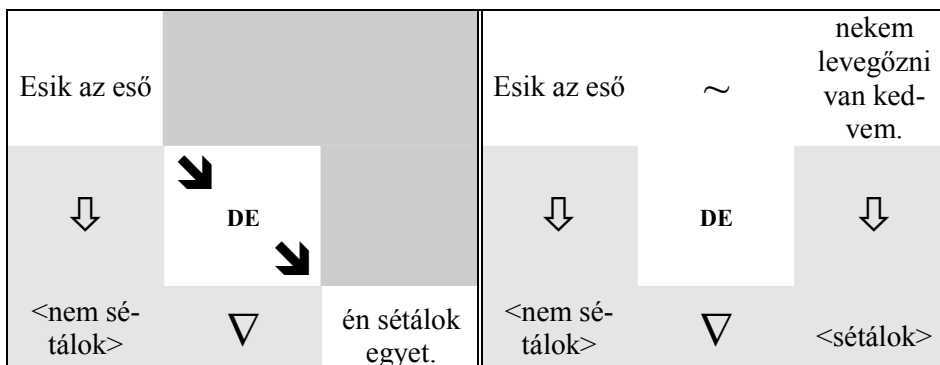 Esik az eső
DE
<nem sé-
tálok>
∇
én sétálok
egyet.
Esik az eső
~
nekem
levegőzni
van ked-
vem.
DE
<nem sé-
tálok>
∇
<sétálok>